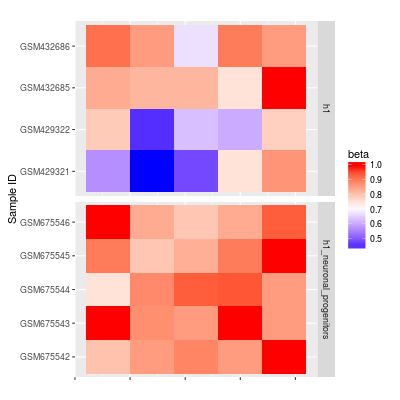 GSM432686
GSM432685
GSM429322
GSM429321
h1
GSM675546
GSM675545
GSM675544
GSM675543
GSM675542
h1_neuronal_progenitors
Sample ID
beta
1.0
0.9
0.8
0.7
0.6
0.5